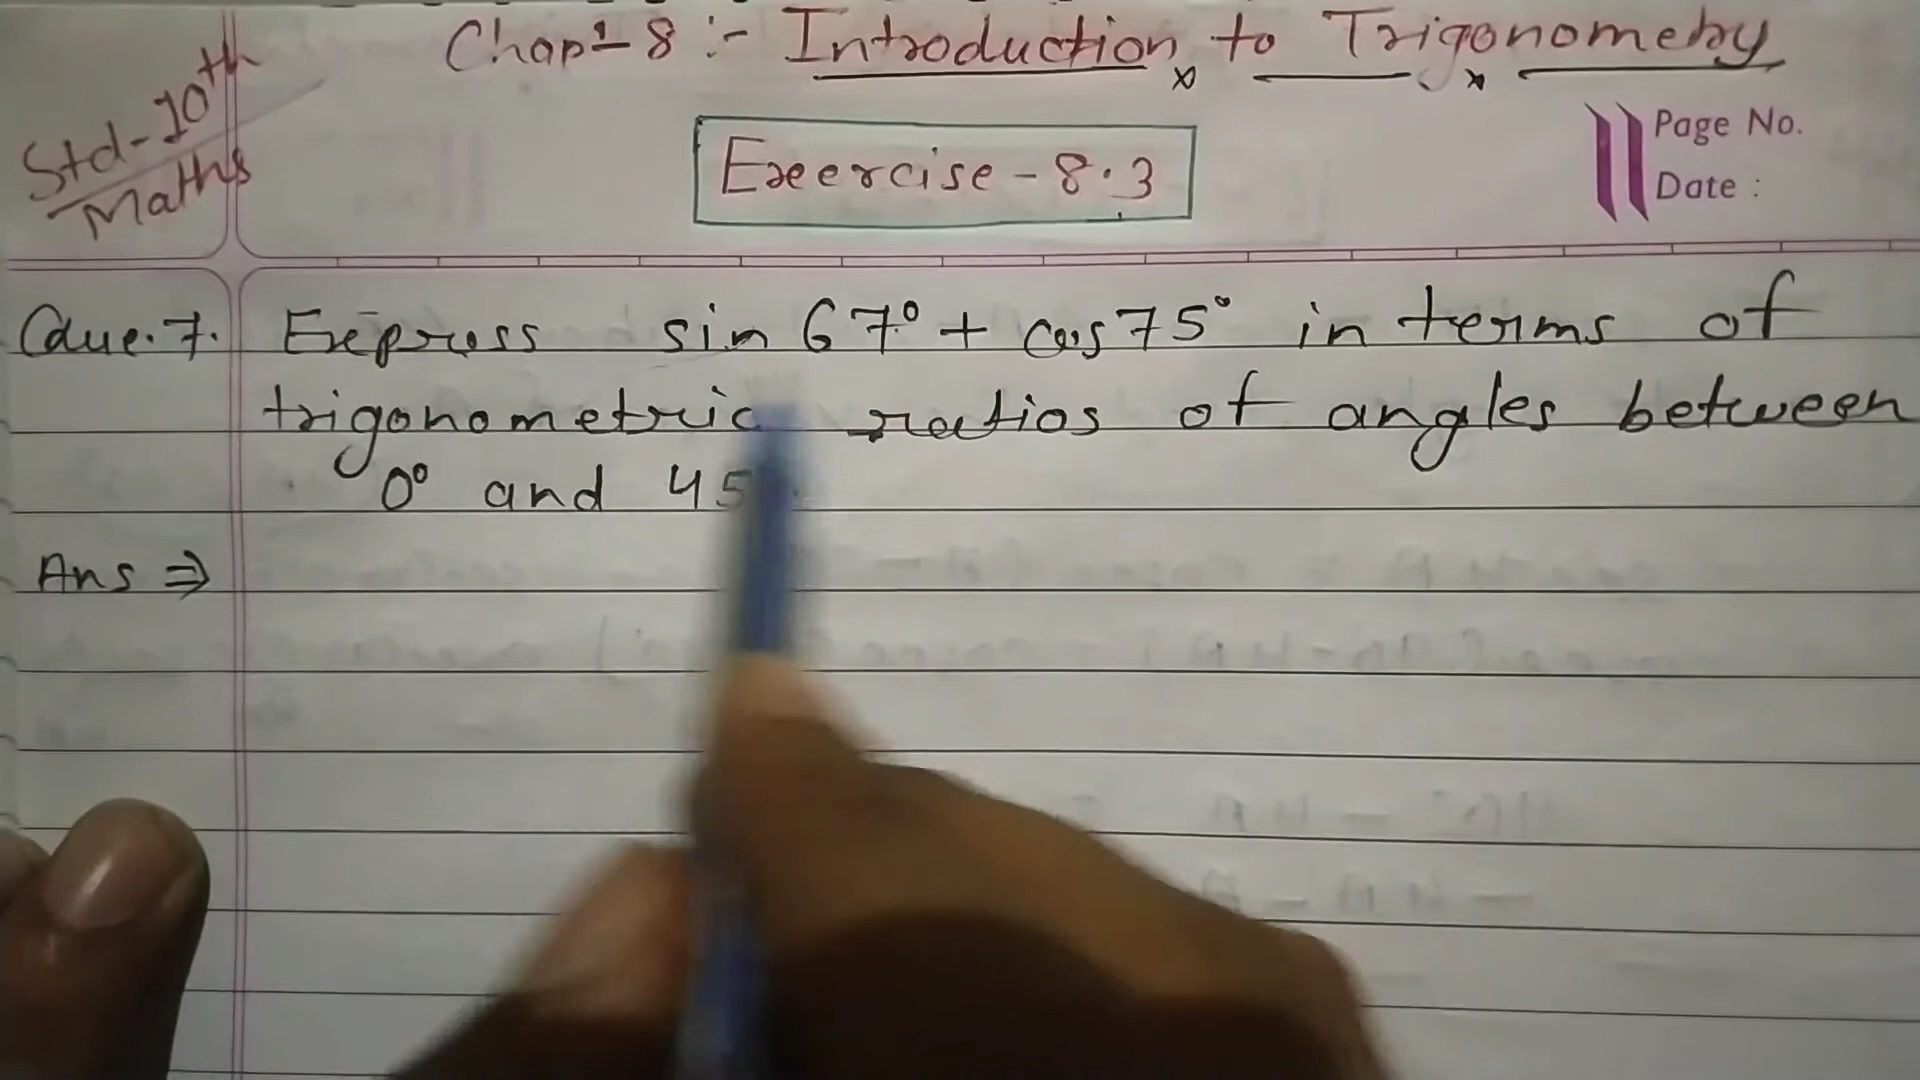 Chap-8 :- Introduction to Trigonometry
Std-10th
Maths
Exercise-8.3
Page No.
Date :
Que.7. Express sin 67° + cos 75° in terms of
trigonometric ratios of angles between
0° and 45
Ans ⇒